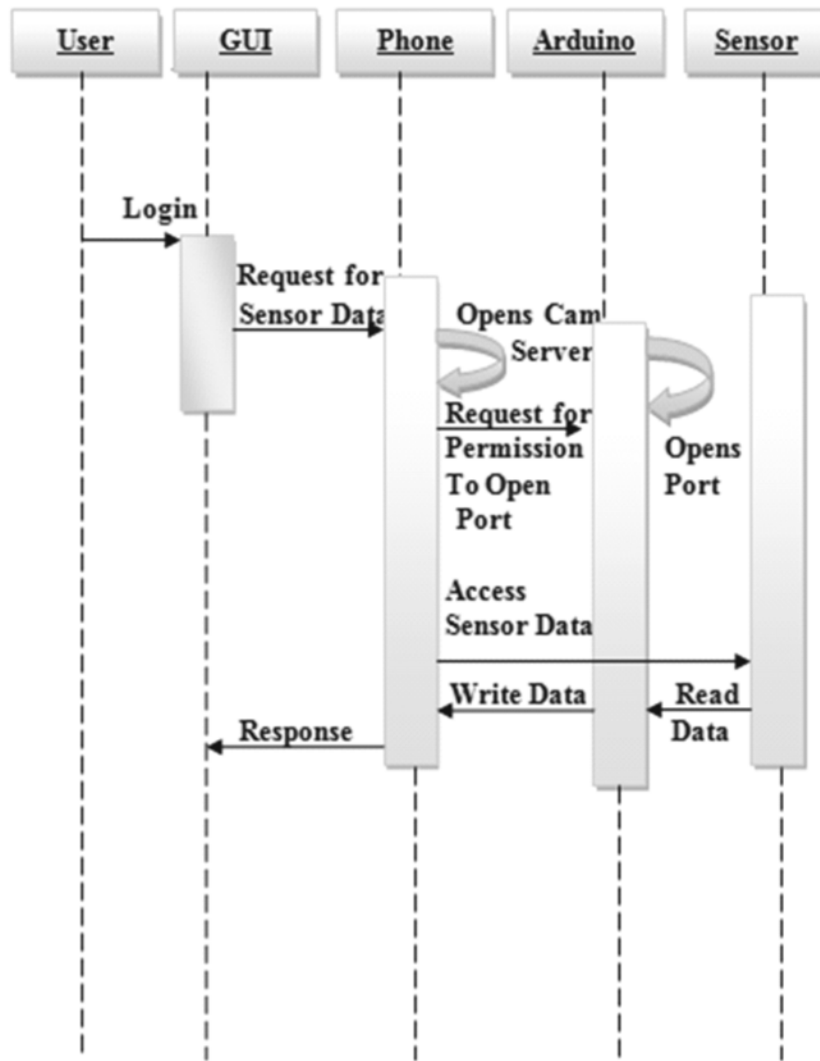 User
GUI
Phone
Arduino
Sensor
Login
Request for
Sensor Data
Opens Cam
Server
Request for
Permission
To Open
Port
Opens
Port
Access
Sensor Data
Write Data
Read
Data
Response